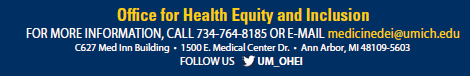 Office for Health Equity and Inclusion
FOR MORE INFORMATION, CALL 734-764-8185 OR E-MAIL medicinedei@umich.edu
C627 Med Inn Building • 1500 E. Medical Center Dr. • Ann Arbor, MI 48109-5603
FOLLOW US UM_OHEI